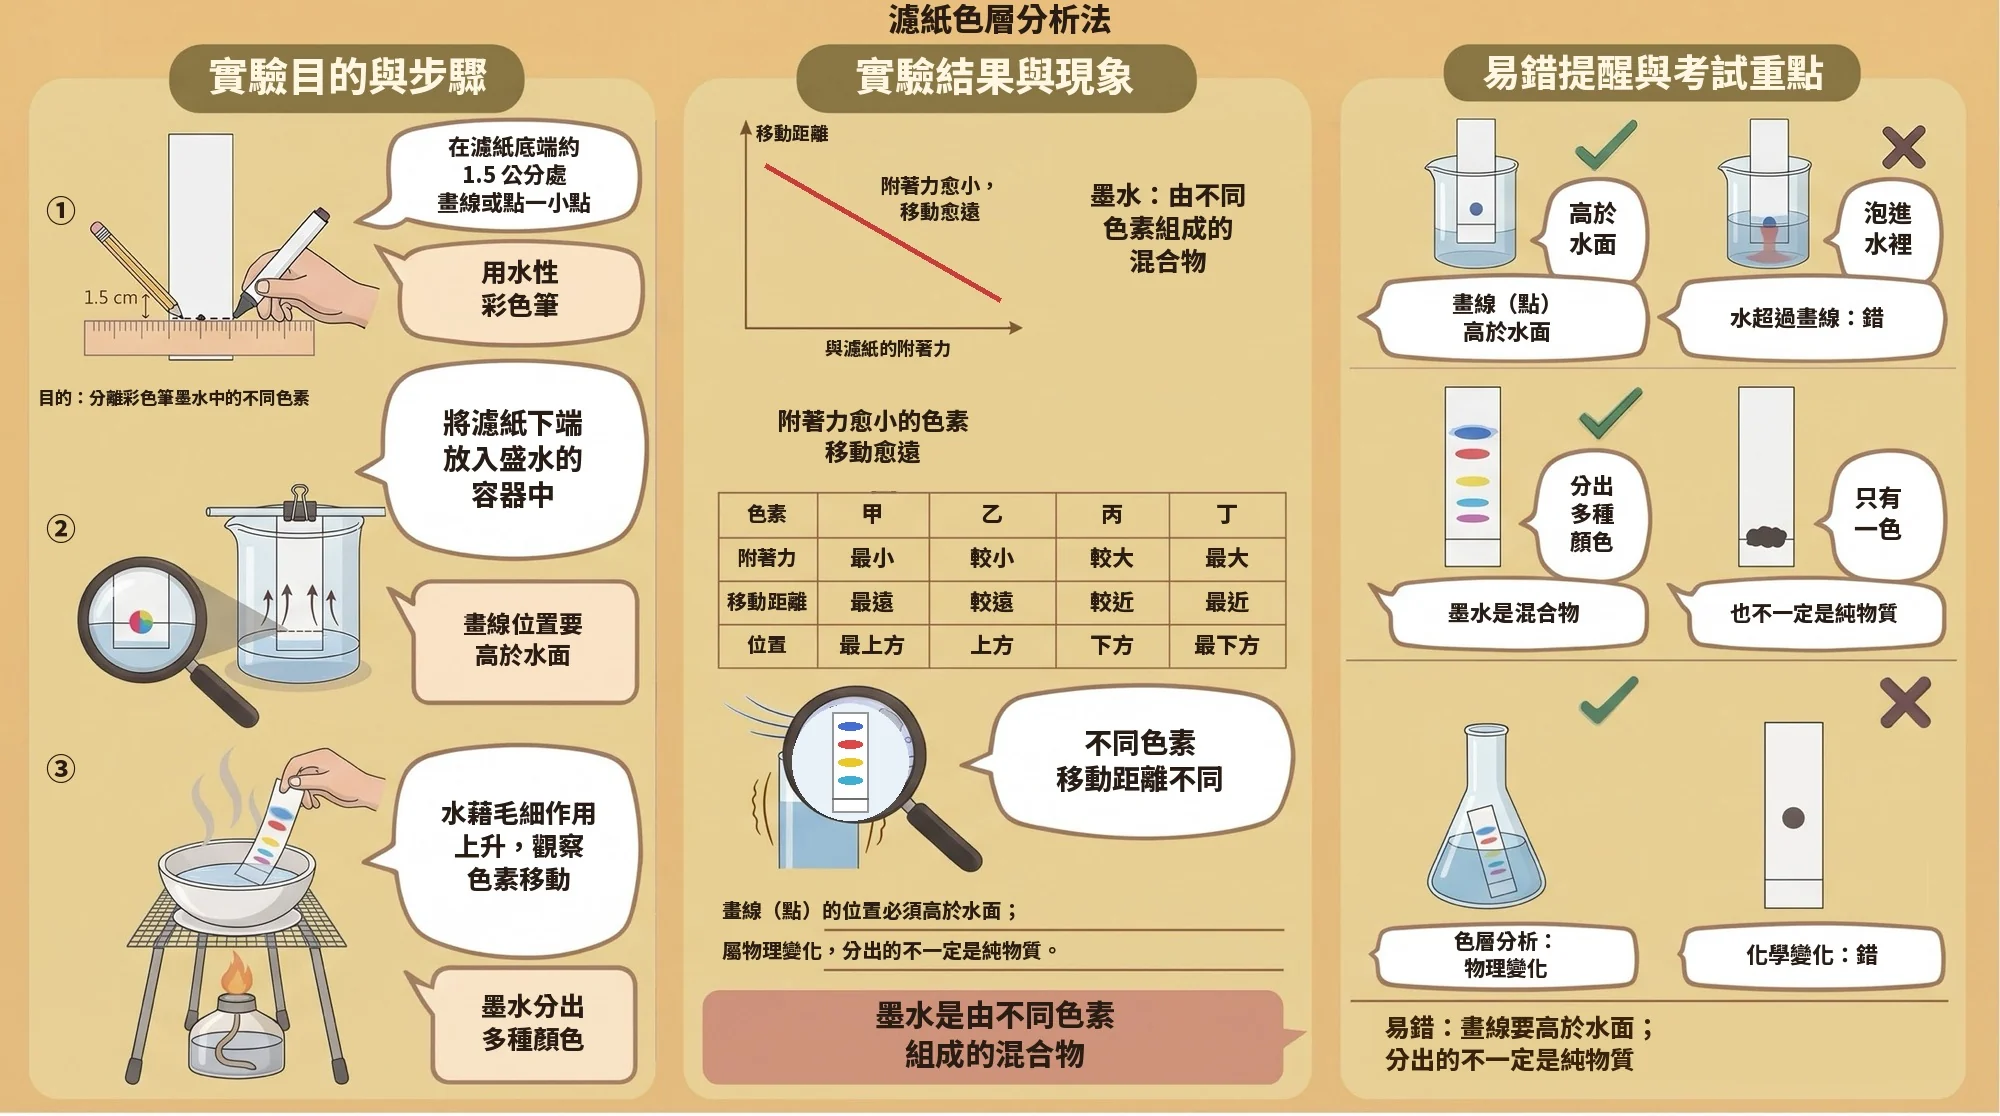 濾紙色層分析法
實驗目的與步驟
①
在濾紙底端約
1.5 公分處
畫線或點一小點
用水性
彩色筆
1.5 cm
目的：分離彩色筆墨水中的不同色素
②
將濾紙下端
放入盛水的
容器中
畫線位置要
高於水面
③
水藉毛細作用
上升，觀察
色素移動
墨水分出
多種顏色
實驗結果與現象
移動距離
附著力愈小，
移動愈遠
與濾紙的附著力
墨水：由不同
色素組成的
混合物
附著力愈小的色素
移動愈遠
色素 甲 乙 丙 丁
附著力 最小 較小 較大 最大
移動距離 最遠 較遠 較近 最近
位置 最上方 上方 下方 最下方
不同色素
移動距離不同
畫線（點）的位置必須高於水面；
屬物理變化，分出的不一定是純物質。
墨水是由不同色素
組成的混合物
易錯提醒與考試重點
高於
水面
畫線（點）
高於水面
泡進
水裡
水超過畫線：錯
分出
多種
顏色
墨水是混合物
只有
一色
也不一定是純物質
色層分析：
物理變化
化學變化：錯
易錯：畫線要高於水面；
分出的不一定是純物質